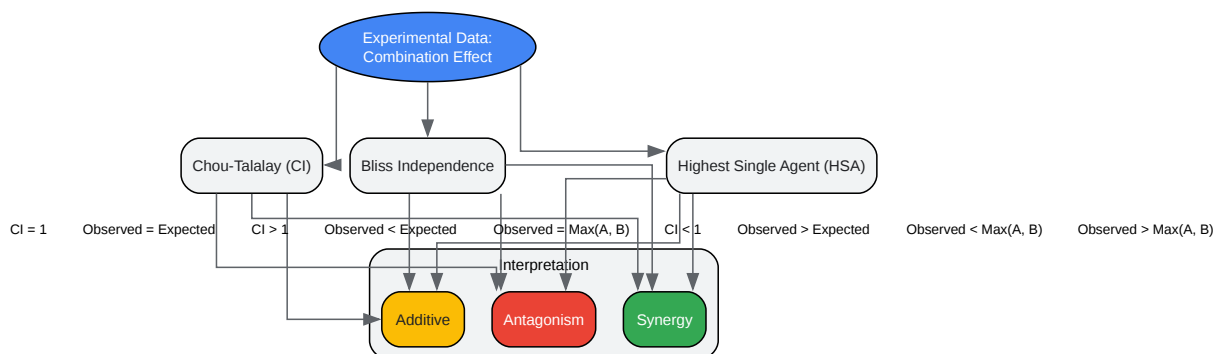 Experimental Data:
Combination Effect
Chou-Talalay (CI)
Bliss Independence
Highest Single Agent (HSA)
CI = 1
Observed = Expected
CI > 1
Observed < Expected
Observed = Max(A, B)
CI < 1
Observed > Expected
Observed < Max(A, B)
Observed > Max(A, B)
Interpretation
Additive
Antagonism
Synergy